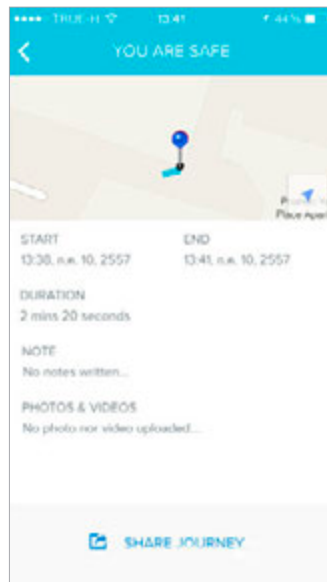 TRUE-H 13:41 44%
YOU ARE SAFE
Place Apar
START
13:38, ก.ค. 10, 2557
END
13:41, ก.ค. 10, 2557
DURATION
2 mins 20 seconds
NOTE
No notes written...
PHOTOS & VIDEOS
No photo nor video uploaded...
SHARE JOURNEY